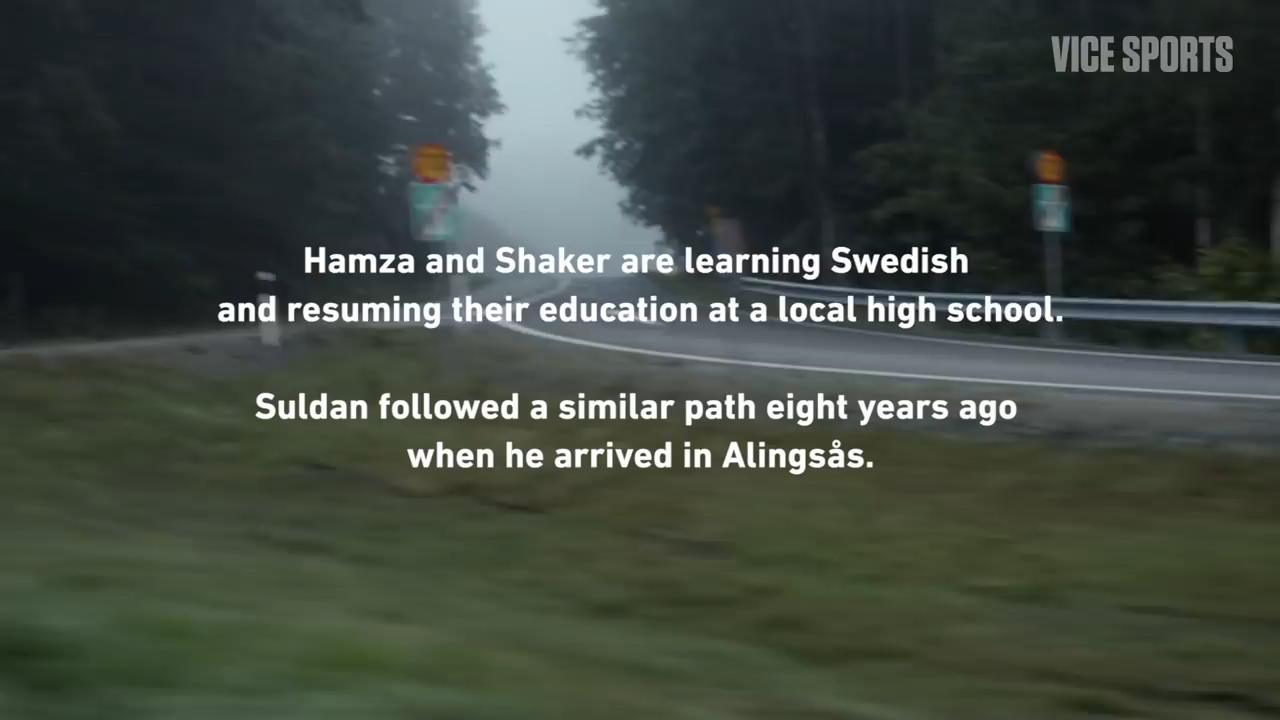 VICE SPORTS
Hamza and Shaker are learning Swedish
and resuming their education at a local high school.
Suldan followed a similar path eight years ago
when he arrived in Alingsås.